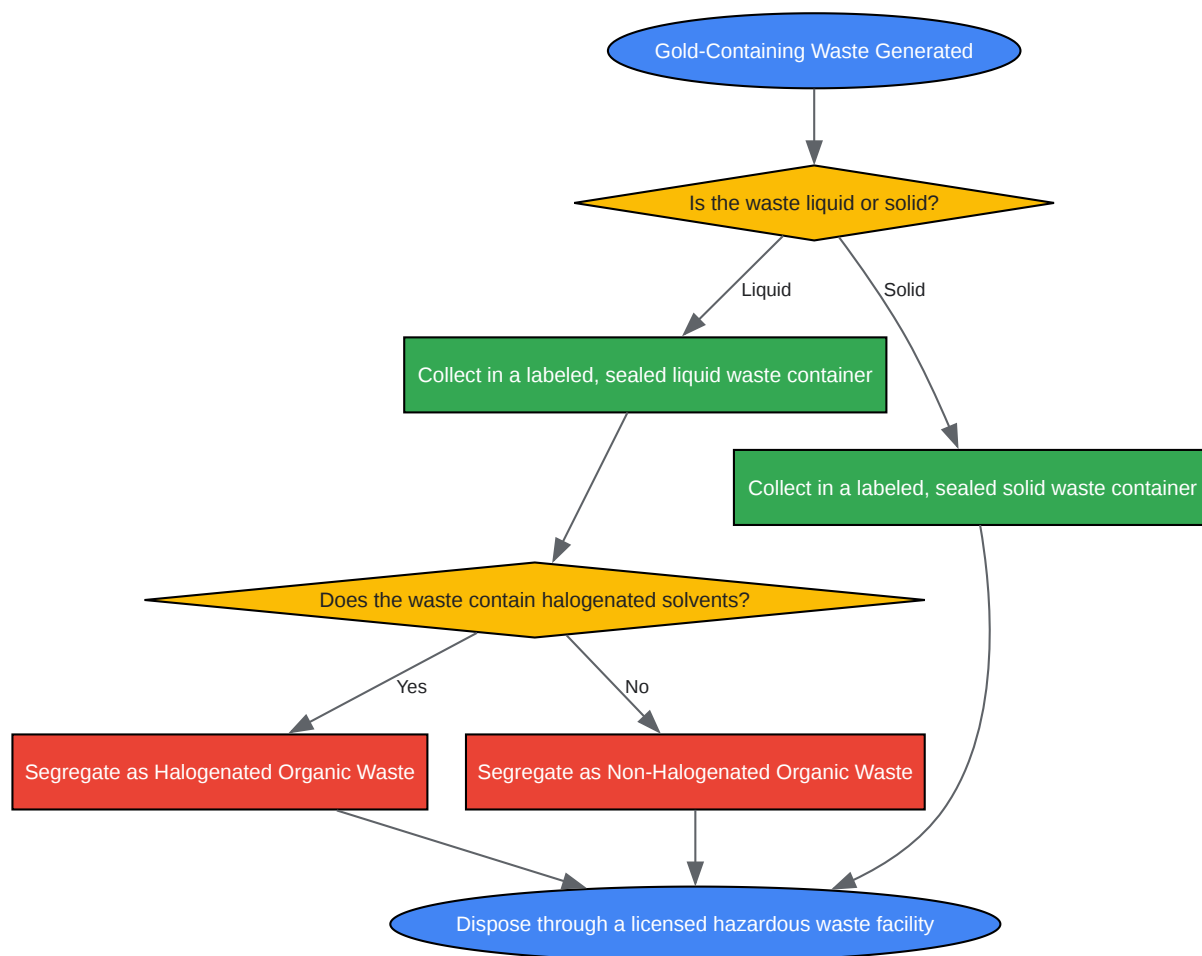 Gold-Containing Waste Generated
Is the waste liquid or solid?
Liquid
Solid
Collect in a labeled, sealed liquid waste container
Collect in a labeled, sealed solid waste container
Does the waste contain halogenated solvents?
Yes
No
Segregate as Halogenated Organic Waste
Segregate as Non-Halogenated Organic Waste
Dispose through a licensed hazardous waste facility